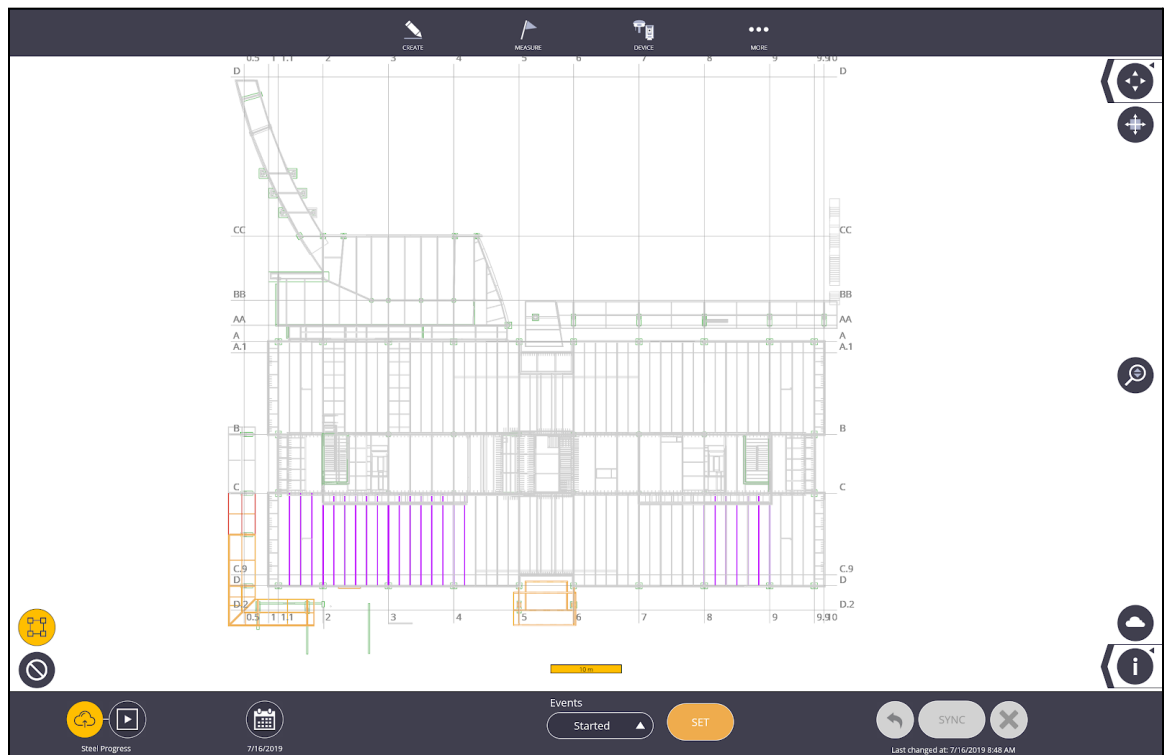 CREATE MEASURE DEVICE MORE
0.5 1 1.1 2 3 4 5 6 7 8 9 9.9 10
D D
CC CC
BB BB
AA AA
A A
A.1 A.1
B B
C C
C.9 C.9
D D
D.2 D.2
0.5 1 1.1 2 3 4 5 6 7 8 9 9.9 10
10 m
Events
Started SET SYNC
Steel Progress 7/16/2019 Last changed at: 7/16/2019 8:48 AM